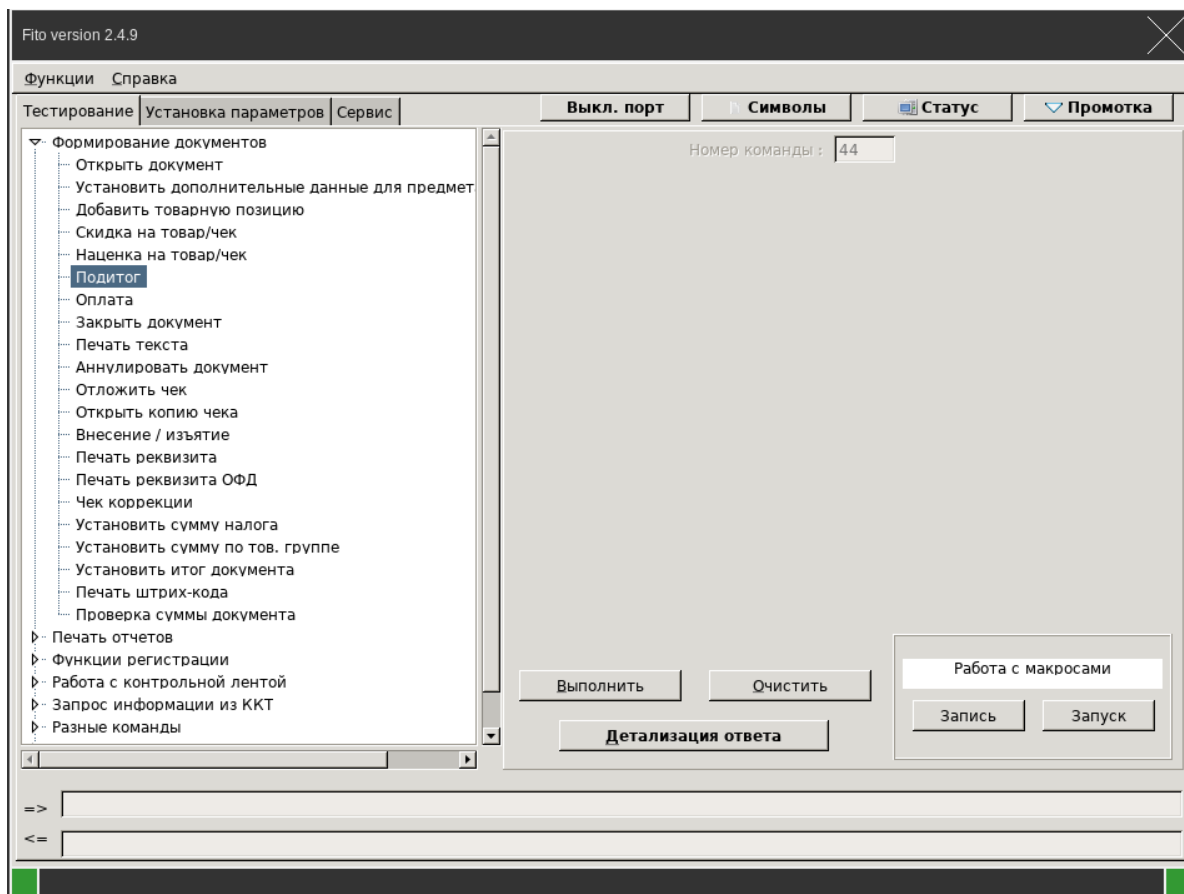 Fito version 2.4.9
Функции Справка
Тестирование Установка параметров Сервис Выкл. порт Символы Статус Промотка
Формирование документов
Номер команды : 44
Открыть документ
Установить дополнительные данные для предмет
Добавить товарную позицию
Скидка на товар/чек
Наценка на товар/чек
Подитог
Оплата
Закрыть документ
Печать текста
Аннулировать документ
Отложить чек
Открыть копию чека
Внесение / изъятие
Печать реквизита
Печать реквизита ОФД
Чек коррекции
Установить сумму налога
Установить сумму по тов. группе
Установить итог документа
Печать штрих-кода
Проверка суммы документа
Печать отчетов
Функции регистрации
Работа с контрольной лентой
Запрос информации из ККТ
Разные команды
Выполнить Очистить
Детализация ответа
Работа с макросами
Запись Запуск
=>
<=